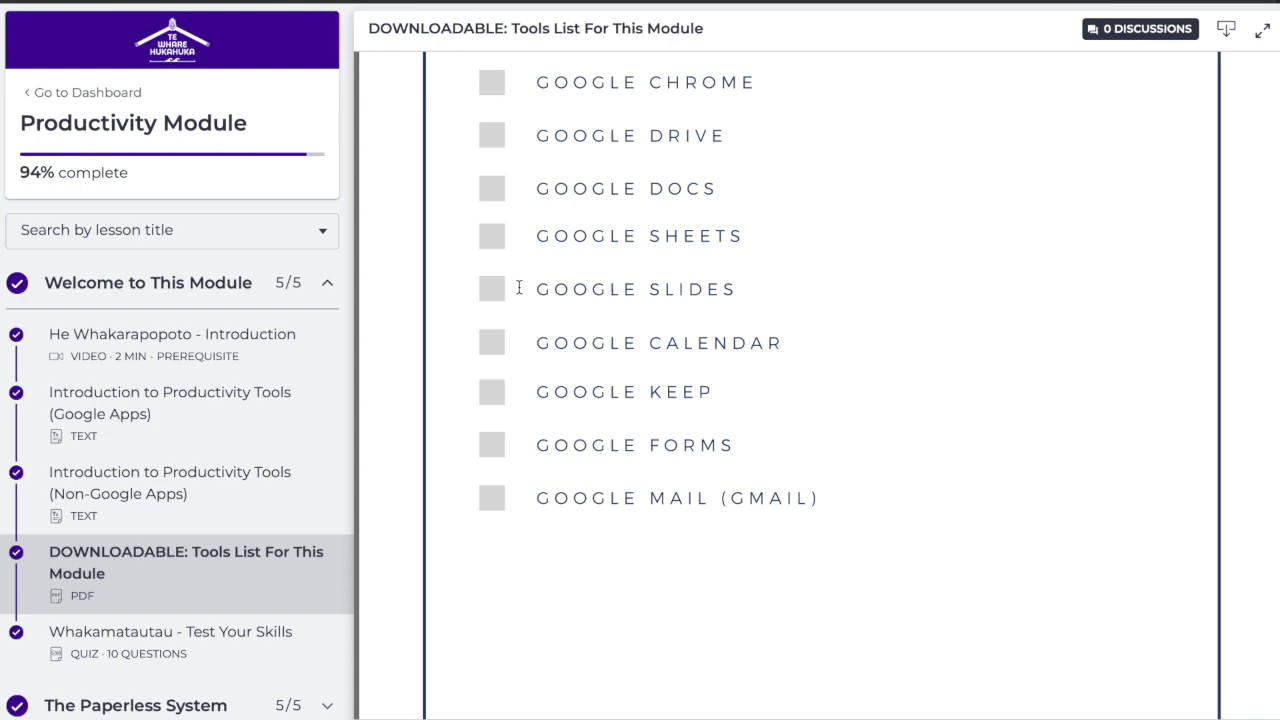 TE
WHARE
HUKAHUKA
Go to Dashboard
Productivity Module
94% complete
Search by lesson title
Welcome to This Module 5/5
He Whakarapopoto - Introduction
VIDEO · 2 MIN · PREREQUISITE
Introduction to Productivity Tools
(Google Apps)
TEXT
Introduction to Productivity Tools
(Non-Google Apps)
TEXT
DOWNLOADABLE: Tools List For This
Module
PDF
Whakamatautau - Test Your Skills
QUIZ · 10 QUESTIONS
The Paperless System 5/5
DOWNLOADABLE: Tools List For This Module
0 DISCUSSIONS
GOOGLE CHROME
GOOGLE DRIVE
GOOGLE DOCS
GOOGLE SHEETS
GOOGLE SLIDES
GOOGLE CALENDAR
GOOGLE KEEP
GOOGLE FORMS
GOOGLE MAIL (GMAIL)